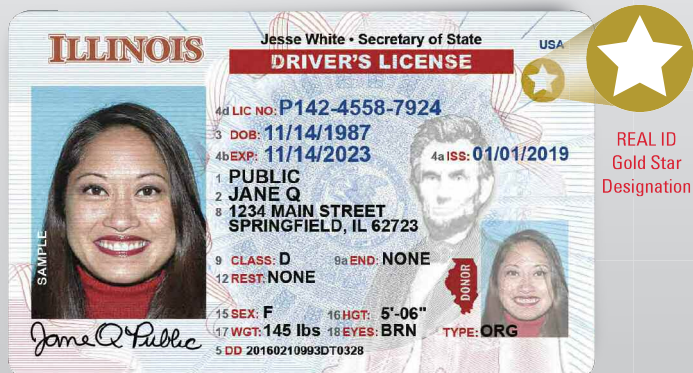 ILLINOIS
Jesse White • Secretary of State
USA
DRIVER'S LICENSE
4d LIC NO: P142-4558-7924
3 DOB: 11/14/1987
4b EXP: 11/14/2023 4a ISS: 01/01/2019
1 PUBLIC
2 JANE Q
8 1234 MAIN STREET
SPRINGFIELD, IL 62723
9 CLASS: D 9a END: NONE
12 REST: NONE
15 SEX: F 16 HGT: 5'-06"
17 WGT: 145 lbs 18 EYES: BRN TYPE: ORG
5 DD 20160210993DT0328
SAMPLE
Jane Q Public
DONOR
REAL ID
Gold Star
Designation